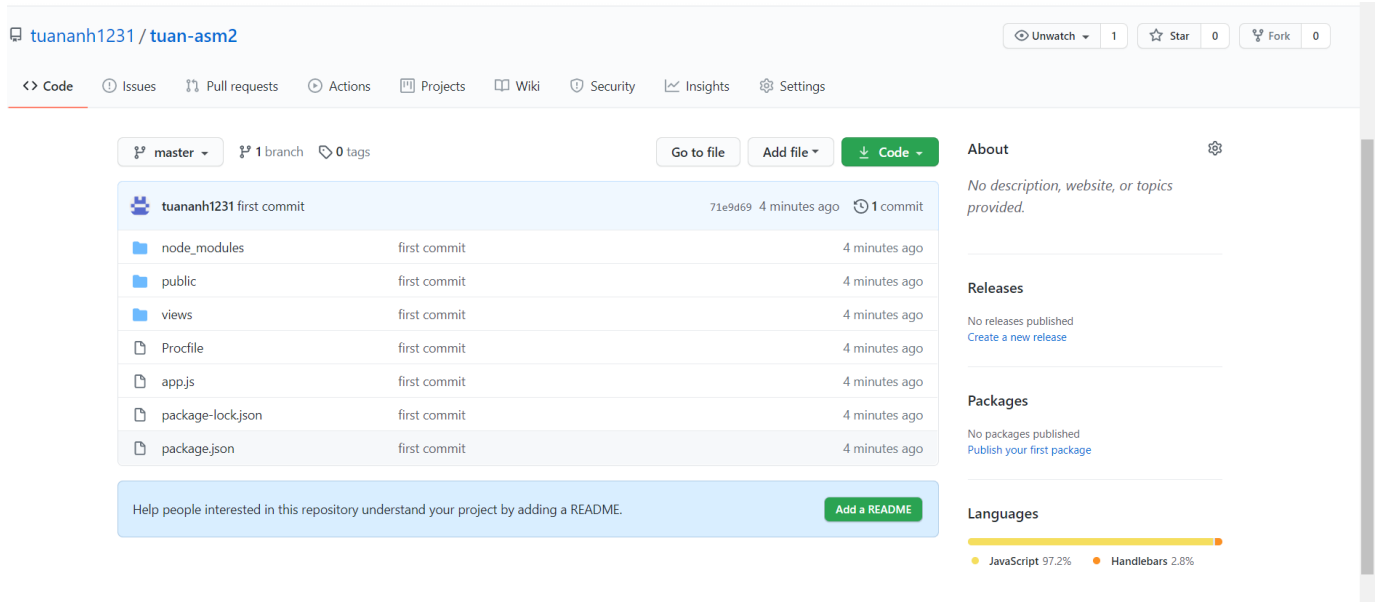 tuananh1231 / tuan-asm2
Unwatch 1 Star 0 Fork 0
Code Issues Pull requests Actions Projects Wiki Security Insights Settings
master 1 branch 0 tags Go to file Add file Code
tuananh1231 first commit 71e9d69 4 minutes ago 1 commit
node_modules first commit 4 minutes ago
public first commit 4 minutes ago
views first commit 4 minutes ago
Procfile first commit 4 minutes ago
app.js first commit 4 minutes ago
package-lock.json first commit 4 minutes ago
package.json first commit 4 minutes ago
Help people interested in this repository understand your project by adding a README. Add a README
About
No description, website, or topics
provided.
Releases
No releases published
Create a new release
Packages
No packages published
Publish your first package
Languages
JavaScript 97.2% Handlebars 2.8%